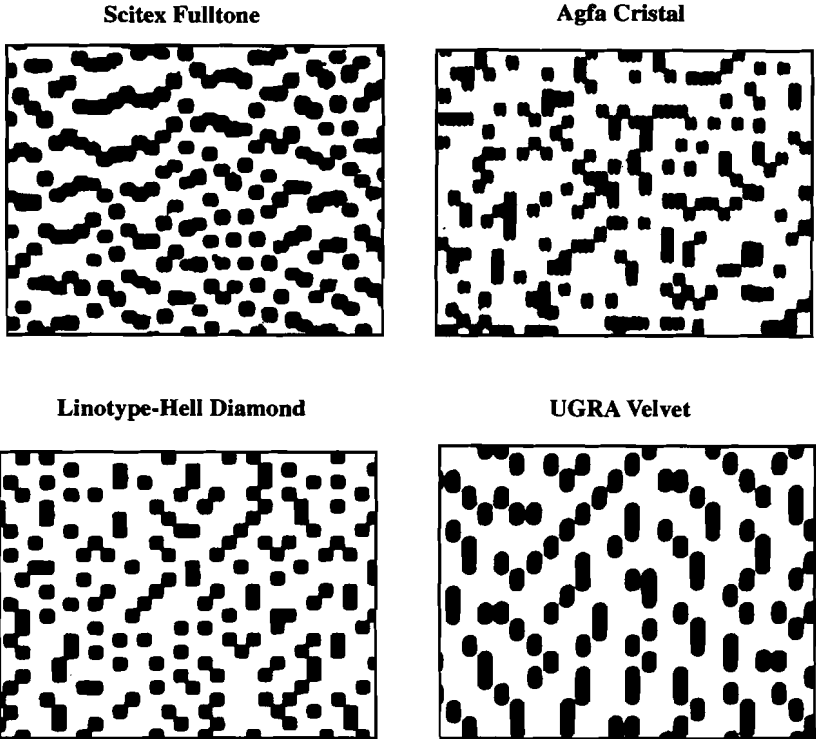 Scitex Fulltone
Agfa Cristal
Linotype-Hell Diamond
UGRA Velvet